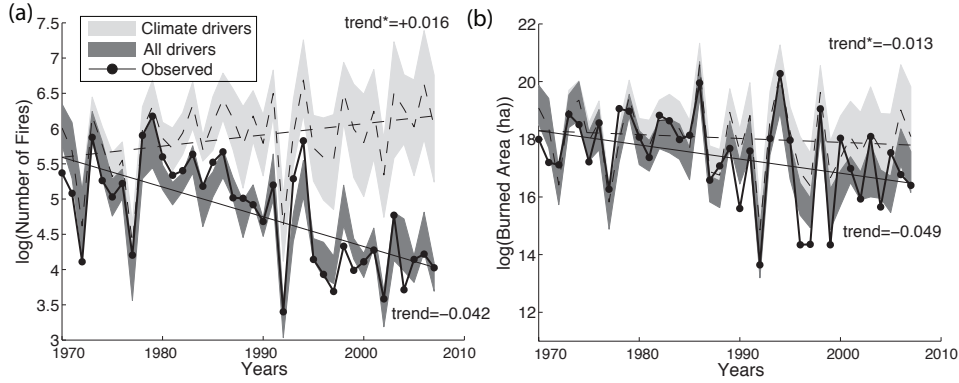 (a)
log(Number of Fires)
7.5
7
6.5
6
5.5
5
4.5
4
3.5
3
Climate drivers
All drivers
Observed
trend*=+0.016
trend=−0.042
1970 1980 1990 2000 2010
Years
(b)
log(Burned Area (ha))
22
20
18
16
14
12
trend*=−0.013
trend=−0.049
1970 1980 1990 2000 2010
Years